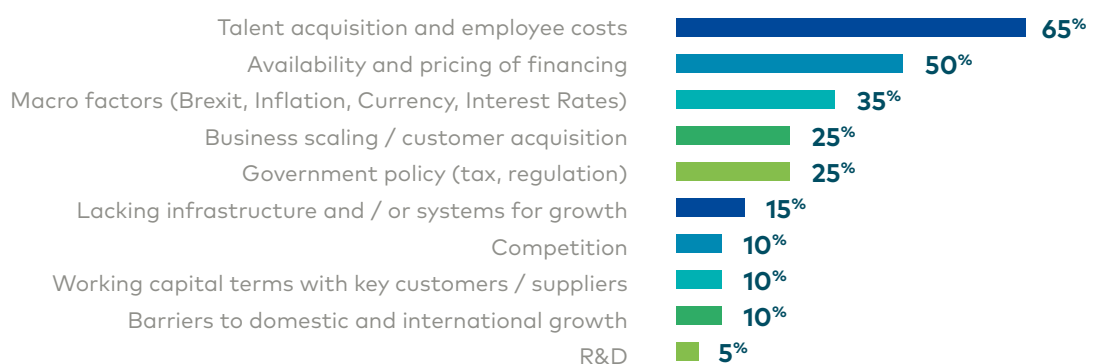 Talent acquisition and employee costs 65%
Availability and pricing of financing 50%
Macro factors (Brexit, Inflation, Currency, Interest Rates) 35%
Business scaling / customer acquisition 25%
Government policy (tax, regulation) 25%
Lacking infrastructure and / or systems for growth 15%
Competition 10%
Working capital terms with key customers / suppliers 10%
Barriers to domestic and international growth 10%
R&D 5%